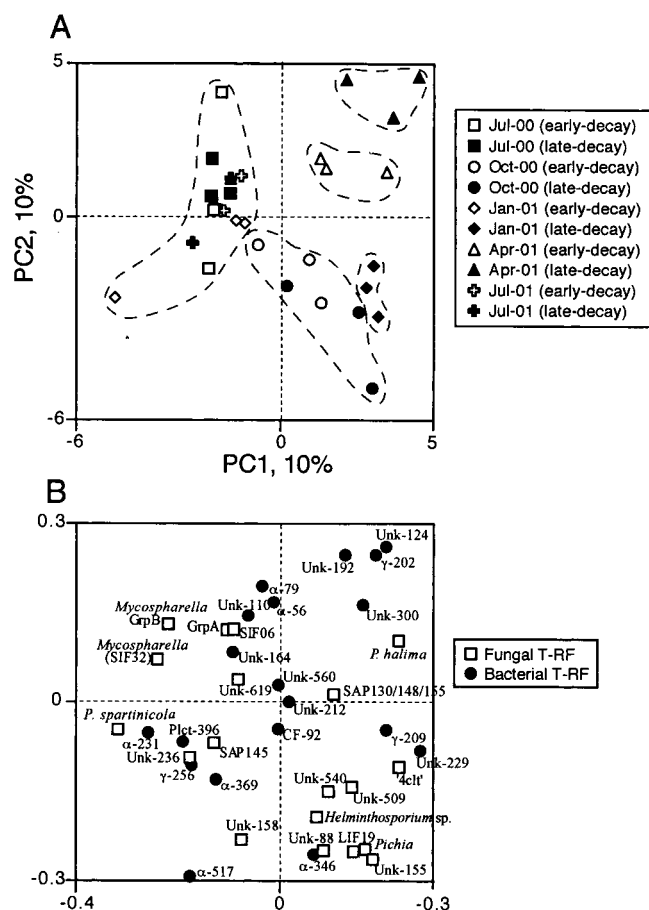 A
5
0
-6
PC2, 10%
-6
0
5
PC1, 10%
Jul-00 (early-decay)
Jul-00 (late-decay)
Oct-00 (early-decay)
Oct-00 (late-decay)
Jan-01 (early-decay)
Jan-01 (late-decay)
Apr-01 (early-decay)
Apr-01 (late-decay)
Jul-01 (early-decay)
Jul-01 (late-decay)
B
0.3
0
-0.3
-0.4
0
-0.3
Unk-124
Unk-192
γ-202
α-79
Unk-110
α-56
Unk-300
Mycospharella
GrpB
GrpA
SIF06
P. halima
Mycospharella
(SIF32)
Unk-164
Unk-560
Unk-619
SAP130/148/155
Unk-212
P. spartinicola
Plct-396
α-231
CF-92
γ-209
SAP145
Unk-236
Unk-229
γ-256
'4clt'
α-369
Unk-540
Unk-509
Helminthosporium sp.
Unk-158
Unk-88
LIF19
Pichia
α-346
Unk-155
α-517
Fungal T-RF
Bacterial T-RF